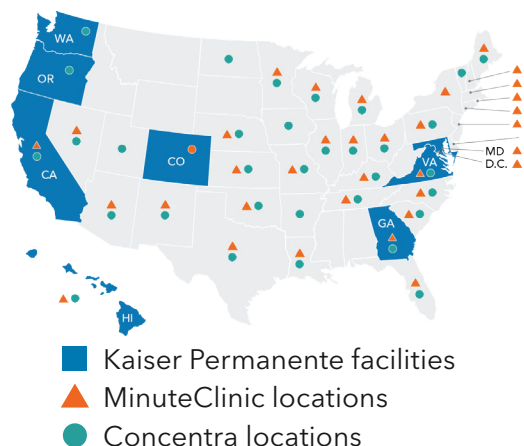 WA
OR
CA
CO
MD
D.C.
VA
GA
HI
Kaiser Permanente facilities
MinuteClinic locations
Concentra locations